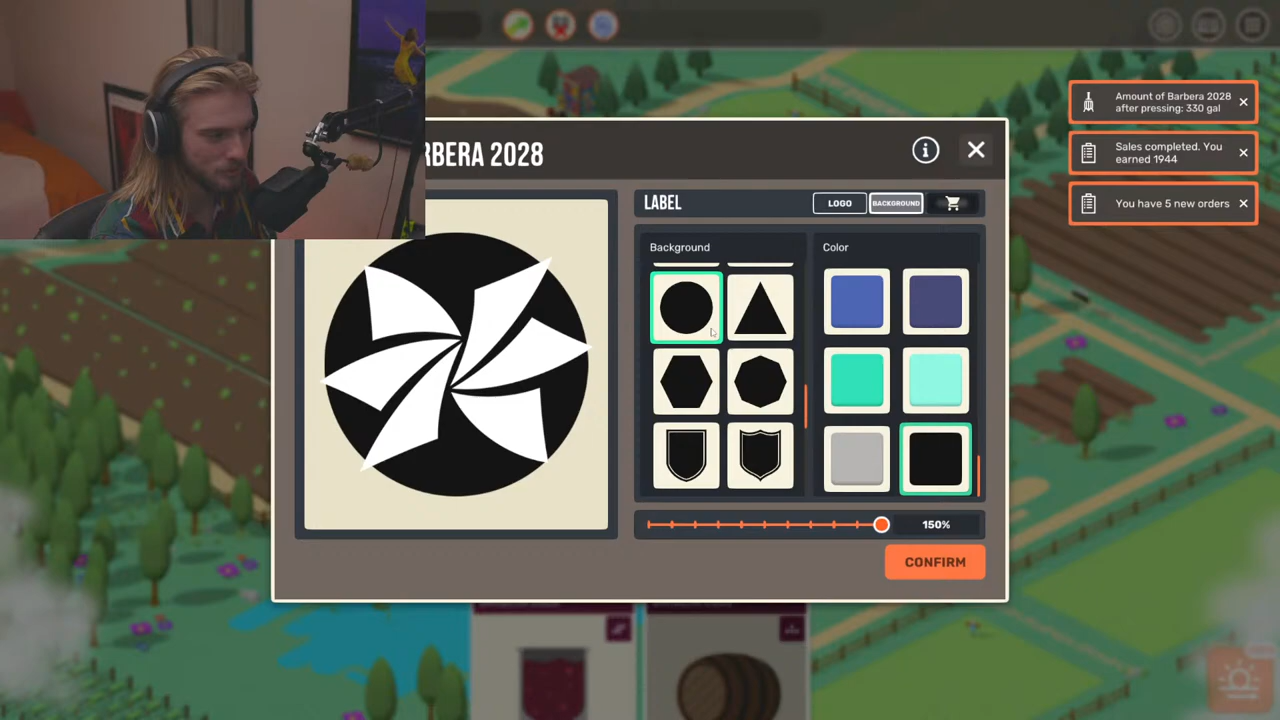 RBERA 2028
LABEL
LOGO
BACKGROUND
Background
Color
150%
CONFIRM
Amount of Barbera 2028
after pressing: 330 gal
Sales completed. You
earned 1944
You have 5 new orders